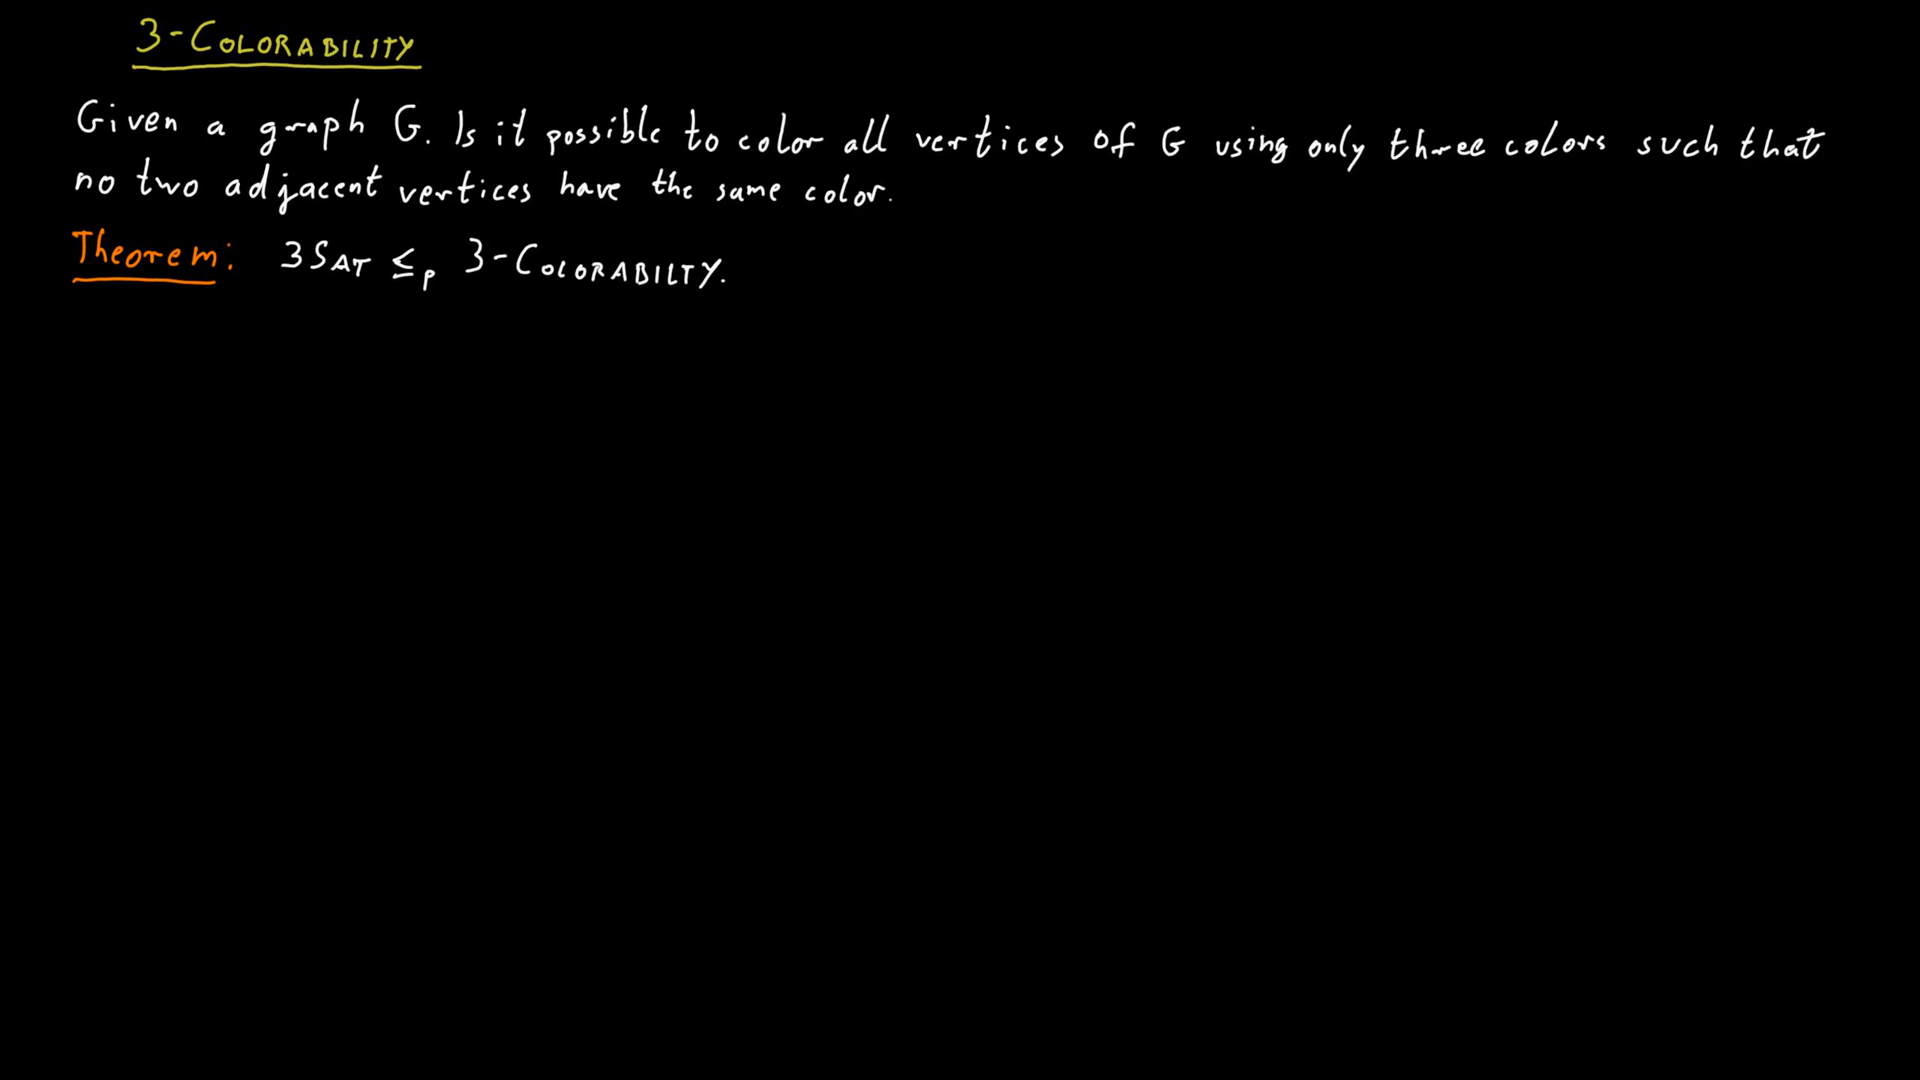 3-COLORABILITY
Given a graph G. Is it possible to color all vertices of G using only three colors such that
no two adjacent vertices have the same color.
Theorem: 3SAT ≤p 3-COLORABILTY.